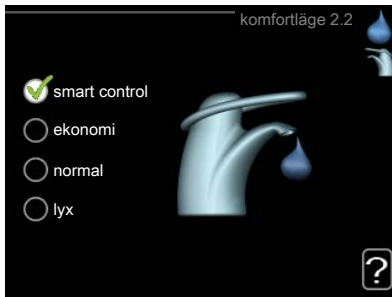 komfortläge 2.2
smart control
ekonomi
normal
lyx
?